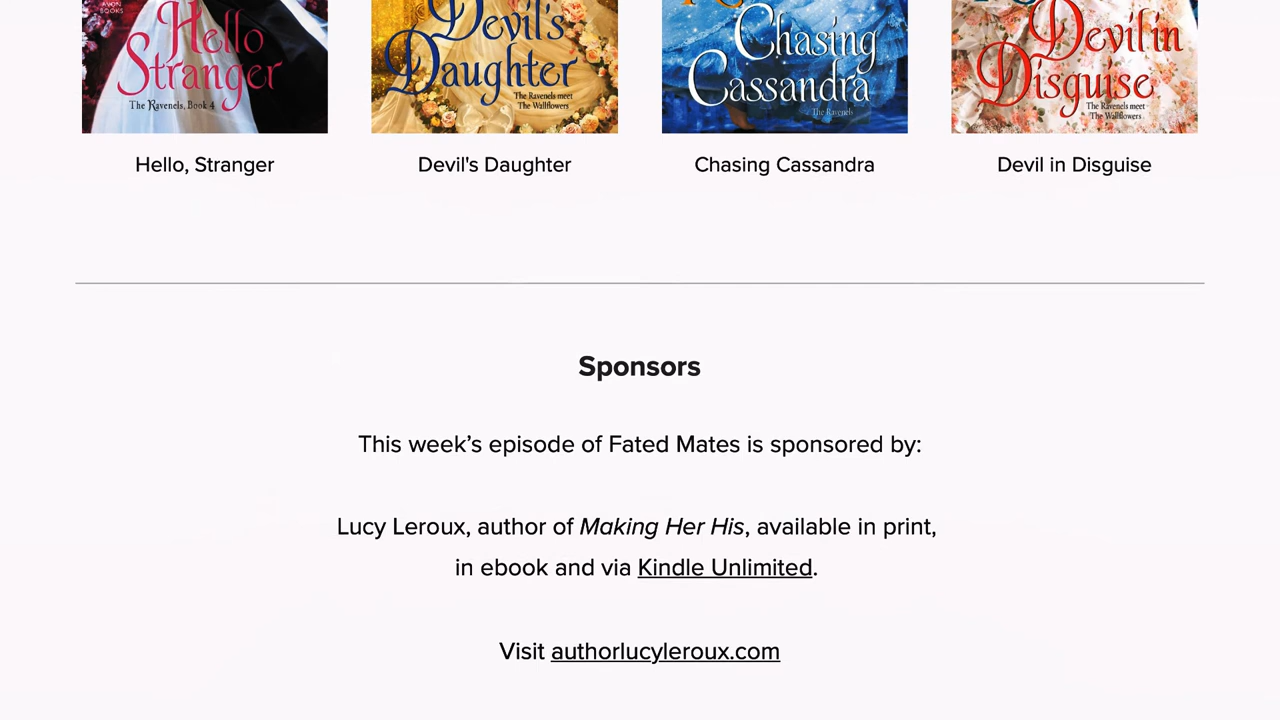 AVON
BOOKS
Hello
Stranger
The Ravenels, Book 4
Devil's
Daughter
The Ravenels meet
The Wallflowers
Chasing
Cassandra
The Ravenels
Devil in
Disguise
The Ravenels meet
The Wallflowers
Hello, Stranger
Devil's Daughter
Chasing Cassandra
Devil in Disguise
Sponsors
This week’s episode of Fated Mates is sponsored by:
Lucy Leroux, author of Making Her His, available in print,
in ebook and via Kindle Unlimited.
Visit authorlucyleroux.com